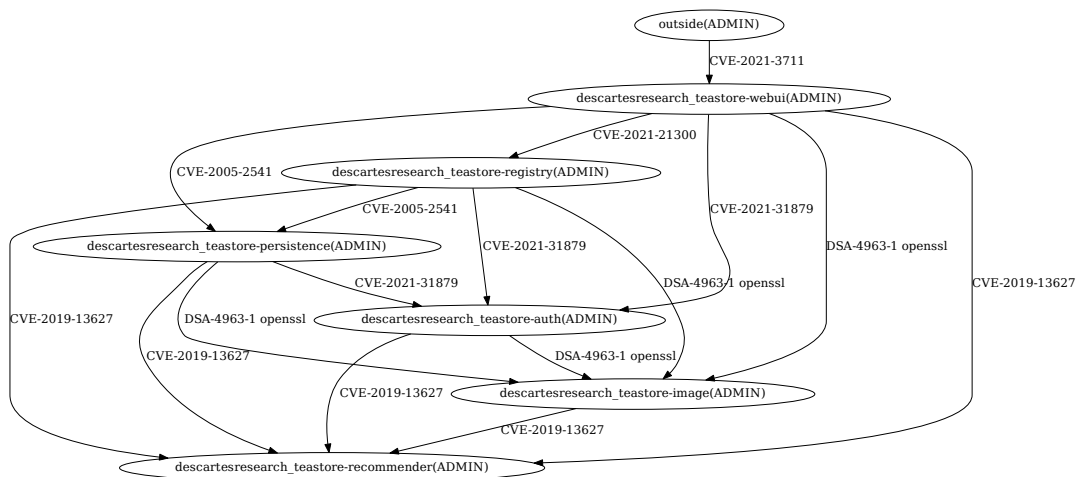 outside(ADMIN)
CVE-2021-3711
descartesresearch_teastore-webui(ADMIN)
CVE-2021-21300
CVE-2005-2541
descartesresearch_teastore-registry(ADMIN)
CVE-2005-2541
CVE-2021-31879
descartesresearch_teastore-persistence(ADMIN)
CVE-2021-31879
DSA-4963-1 openssl
CVE-2021-31879
DSA-4963-1 openssl
CVE-2019-13627
CVE-2019-13627
DSA-4963-1 openssl
descartesresearch_teastore-auth(ADMIN)
CVE-2019-13627
DSA-4963-1 openssl
CVE-2019-13627
descartesresearch_teastore-image(ADMIN)
CVE-2019-13627
descartesresearch_teastore-recommender(ADMIN)